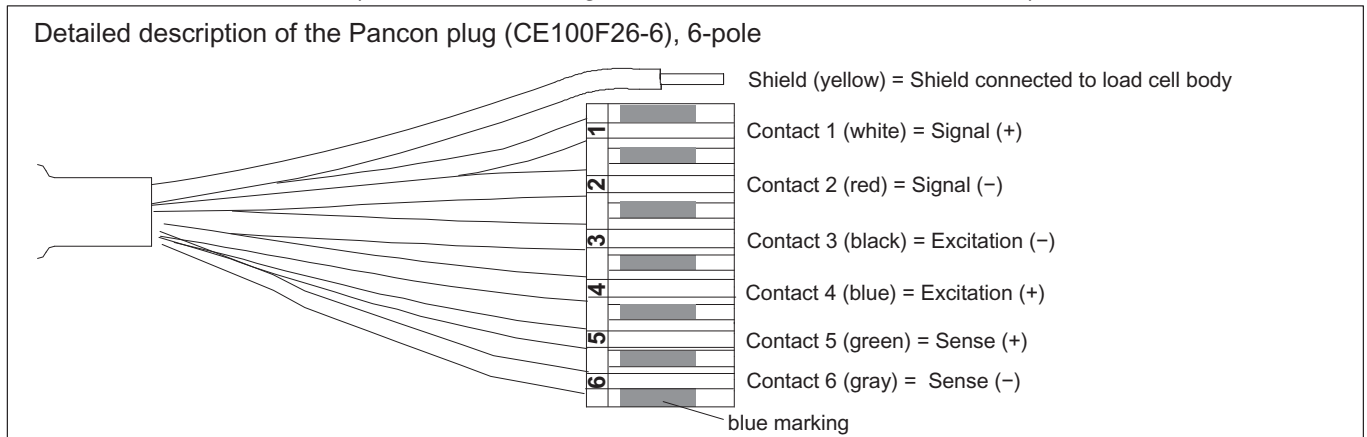 Detailed description of the Pancon plug (CE100F26-6), 6-pole
Shield (yellow) = Shield connected to load cell body
1
Contact 1 (white) = Signal (+)
2
Contact 2 (red) = Signal (−)
3
Contact 3 (black) = Excitation (−)
4
Contact 4 (blue) = Excitation (+)
5
Contact 5 (green) = Sense (+)
6
Contact 6 (gray) = Sense (−)
blue marking